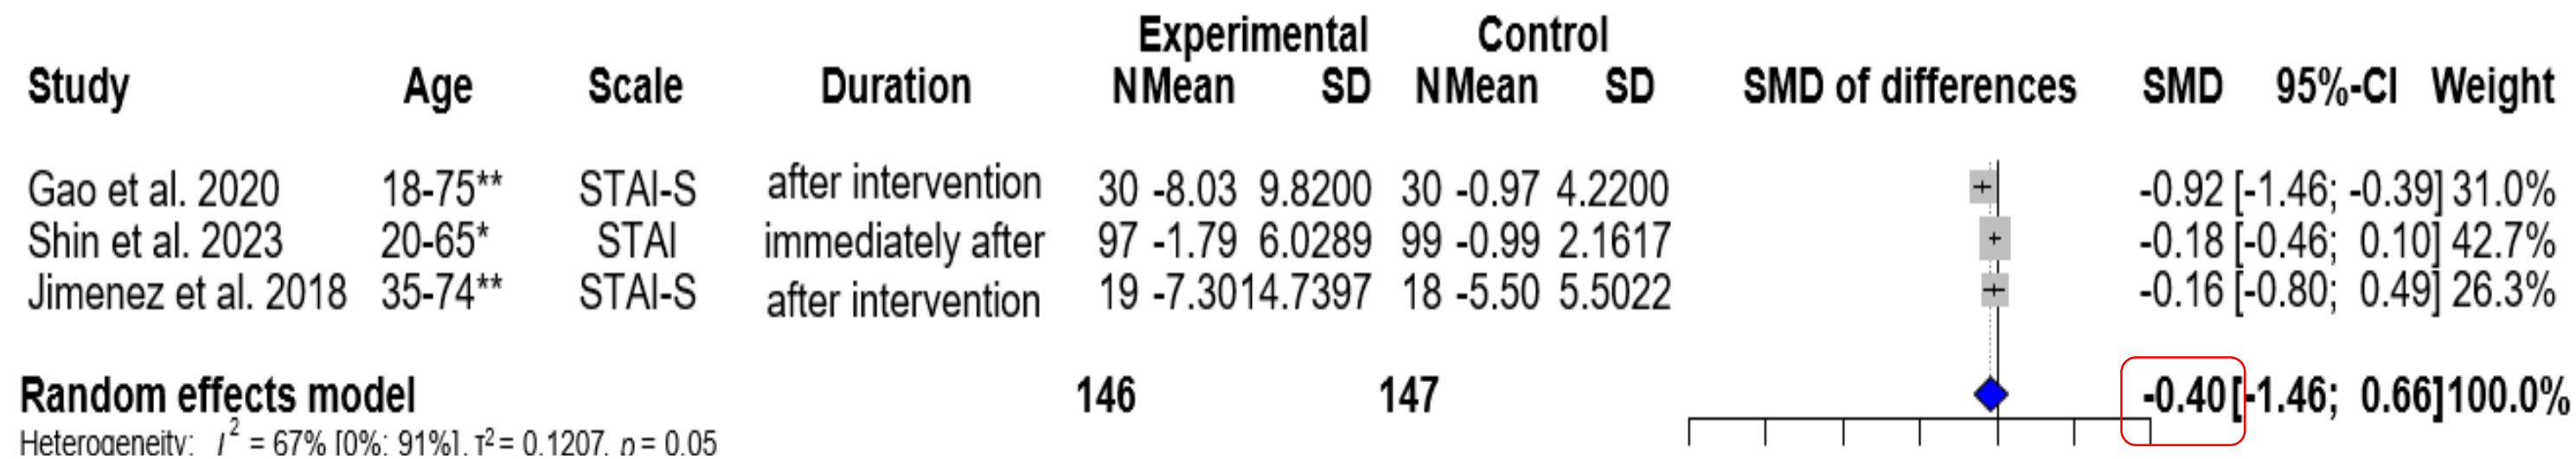 Experimental Control
Study Age Scale Duration N Mean SD N Mean SD SMD of differences SMD 95%-CI Weight
Gao et al. 2020 18-75** STAI-S after intervention 30 -8.03 9.8200 30 -0.97 4.2200 -0.92 [-1.46; -0.39] 31.0%
Shin et al. 2023 20-65* STAI immediately after 97 -1.79 6.0289 99 -0.99 2.1617 -0.18 [-0.46; 0.10] 42.7%
Jimenez et al. 2018 35-74** STAI-S after intervention 19 -7.30 14.7397 18 -5.50 5.5022 -0.16 [-0.80; 0.49] 26.3%
Random effects model 146 147 -0.40 [-1.46; 0.66] 100.0%
Heterogeneity: I² = 67% [0%; 91%], τ² = 0.1207, p = 0.05